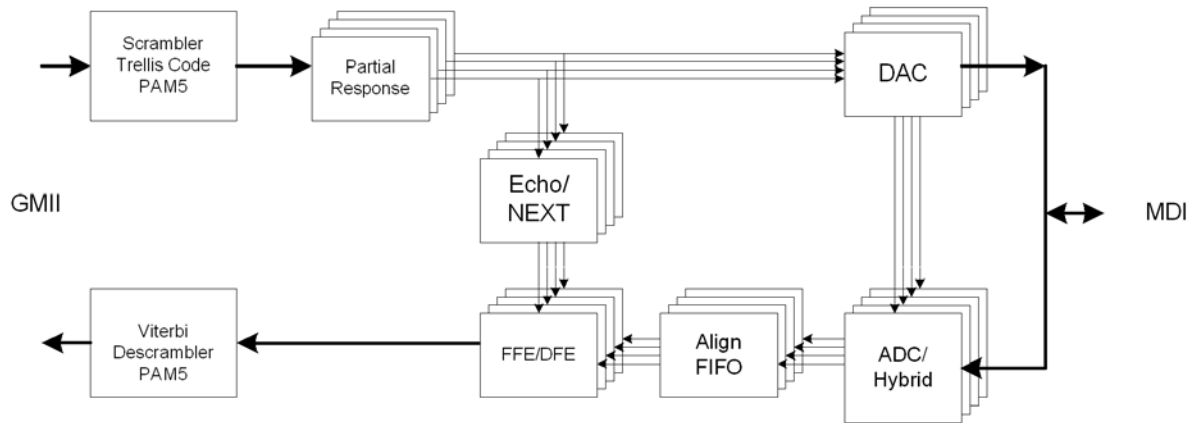 Scrambler
Trellis Code
PAM5
Partial
Response
DAC
Echo/
NEXT
GMII
MDI
Viterbi
Descrambler
PAM5
FFE/DFE
Align
FIFO
ADC/
Hybrid